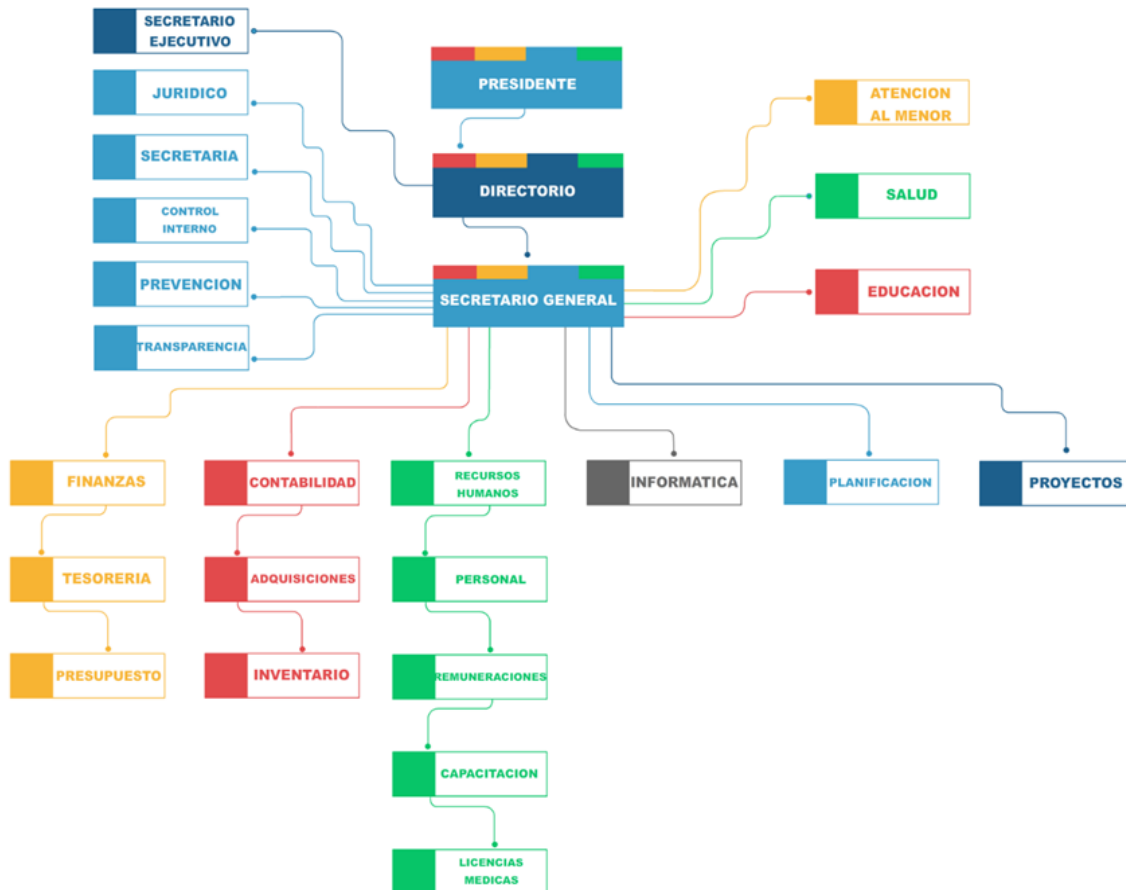 SECRETARIO
EJECUTIVO
PRESIDENTE
JURIDICO
ATENCION
AL MENOR
SECRETARIA
DIRECTORIO
SALUD
CONTROL
INTERNO
PREVENCION
SECRETARIO GENERAL
EDUCACION
TRANSPARENCIA
FINANZAS
CONTABILIDAD
RECURSOS
HUMANOS
INFORMATICA
PLANIFICACION
PROYECTOS
TESORERIA
ADQUISICIONES
PERSONAL
PRESUPUESTO
INVENTARIO
REMUNERACIONES
CAPACITACION
LICENCIAS
MEDICAS